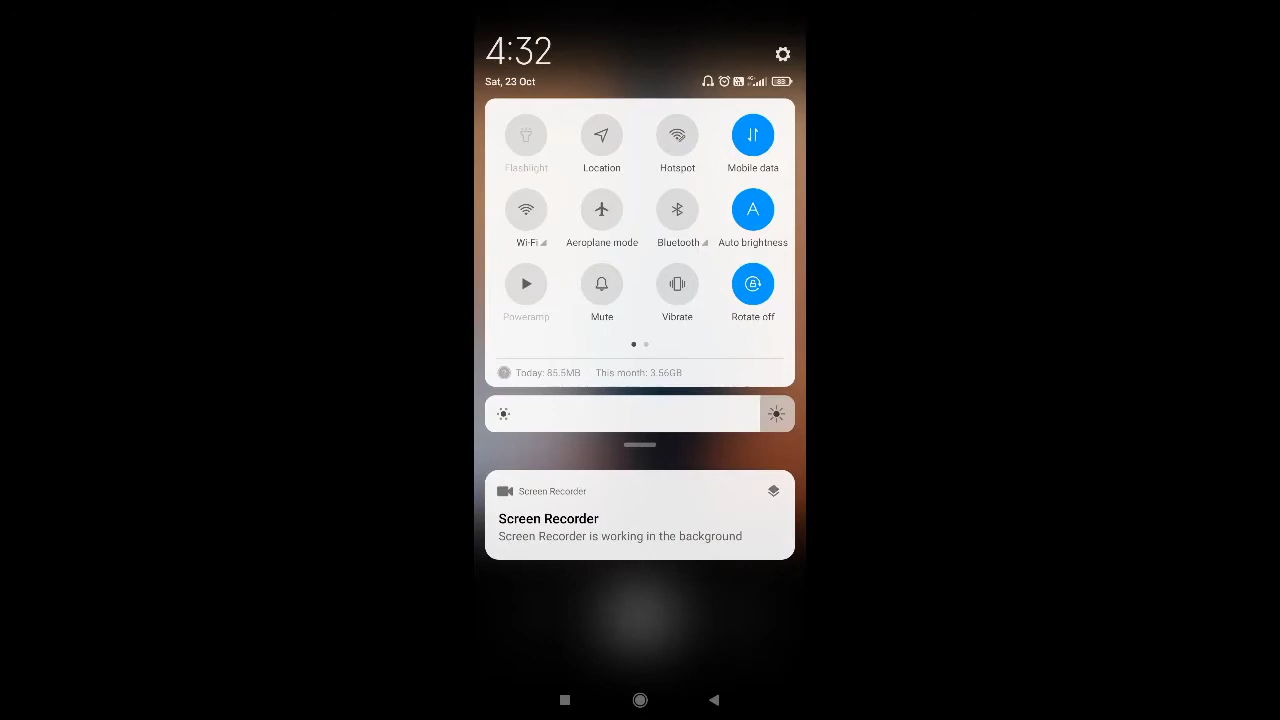 4:32
Sat, 23 Oct
83
Flashlight Location Hotspot Mobile data
A
Wi-Fi Aeroplane mode Bluetooth Auto brightness
Poweramp Mute Vibrate Rotate off
Today: 85.5MB This month: 3.56GB
Screen Recorder
Screen Recorder
Screen Recorder is working in the background